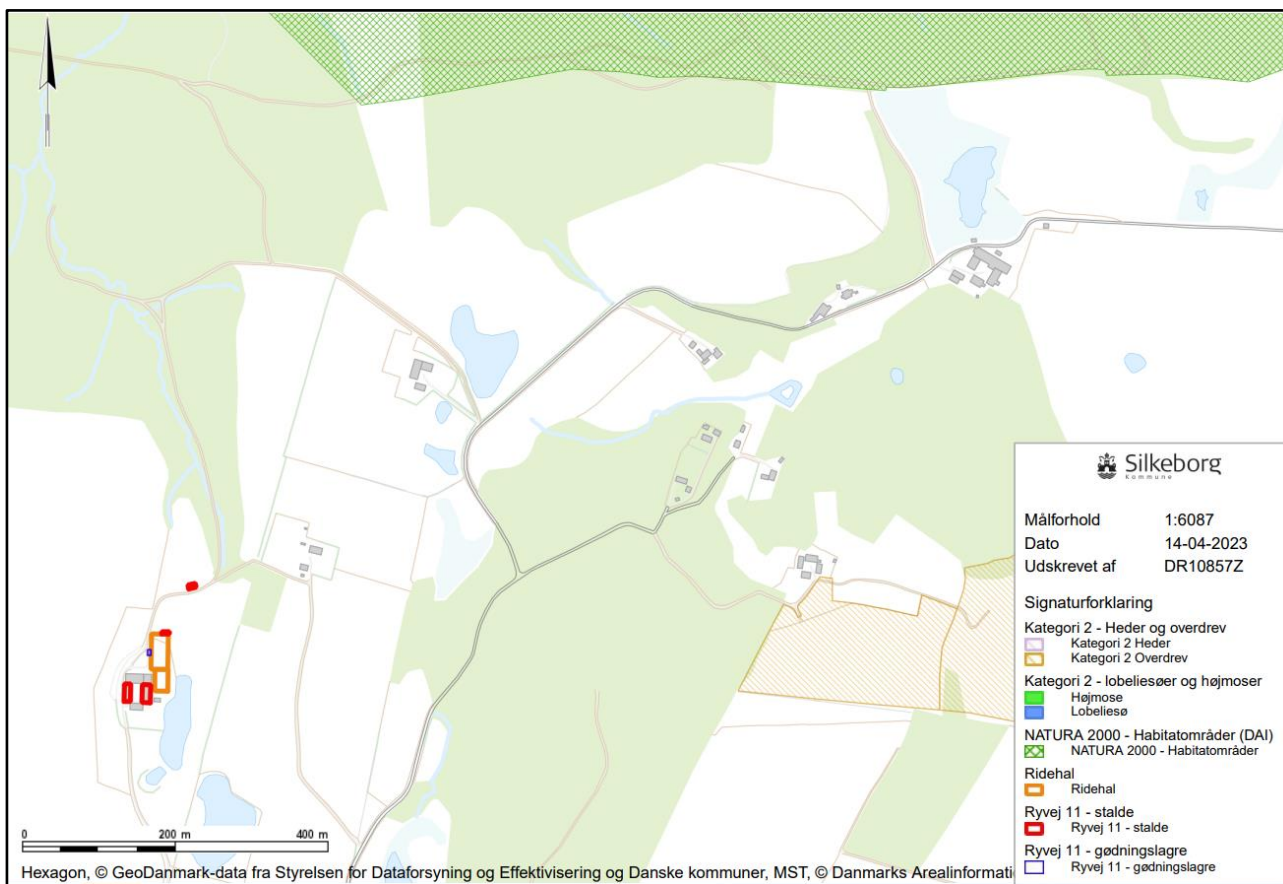 Silkeborg
Kommune
Målforhold 1:6087
Dato 14-04-2023
Udskrevet af DR10857Z
Signaturforklaring
Kategori 2 - Heder og overdrev
Kategori 2 Heder
Kategori 2 Overdrev
Kategori 2 - lobeliesøer og højmoser
Højmose
Lobeliesø
NATURA 2000 - Habitatområder (DAI)
NATURA 2000 - Habitatområder
Ridehal
Ridehal
Ryvej 11 - stalde
Ryvej 11 - stalde
Ryvej 11 - gødningslagre
Ryvej 11 - gødningslagre
0 200 m 400 m
Hexagon, © GeoDanmark-data fra Styrelsen for Dataforsyning og Effektivisering og Danske kommuner, MST, © Danmarks Arealinformati